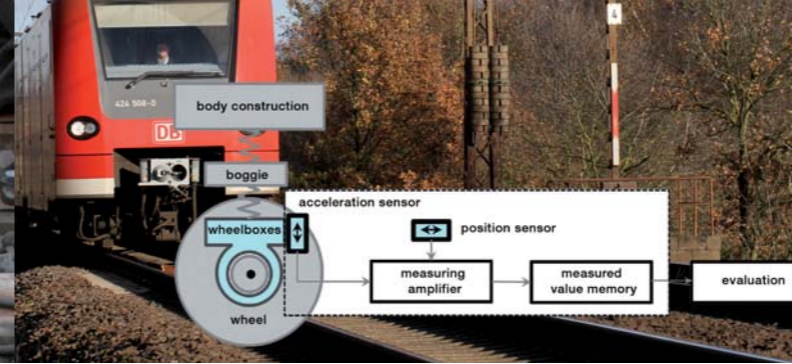 4
424 508-0
DB
body construction
boggie
acceleration sensor
wheelboxes
position sensor
measuring
amplifier
measured
value memory
evaluation
wheel